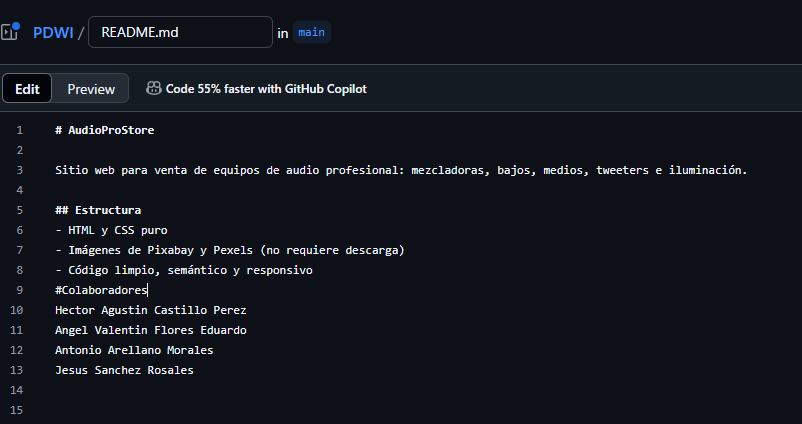 PDWI / README.md in main
Edit Preview Code 55% faster with GitHub Copilot
1 # AudioProStore
2
3 Sitio web para venta de equipos de audio profesional: mezcladoras, bajos, medios, tweeters e iluminación.
4
5 ## Estructura
6 - HTML y CSS puro
7 - Imágenes de Pixabay y Pexels (no requiere descarga)
8 - Código limpio, semántico y responsivo
9 #Colaboradores
10 Hector Agustin Castillo Perez
11 Angel Valentin Flores Eduardo
12 Antonio Arellano Morales
13 Jesus Sanchez Rosales
14
15